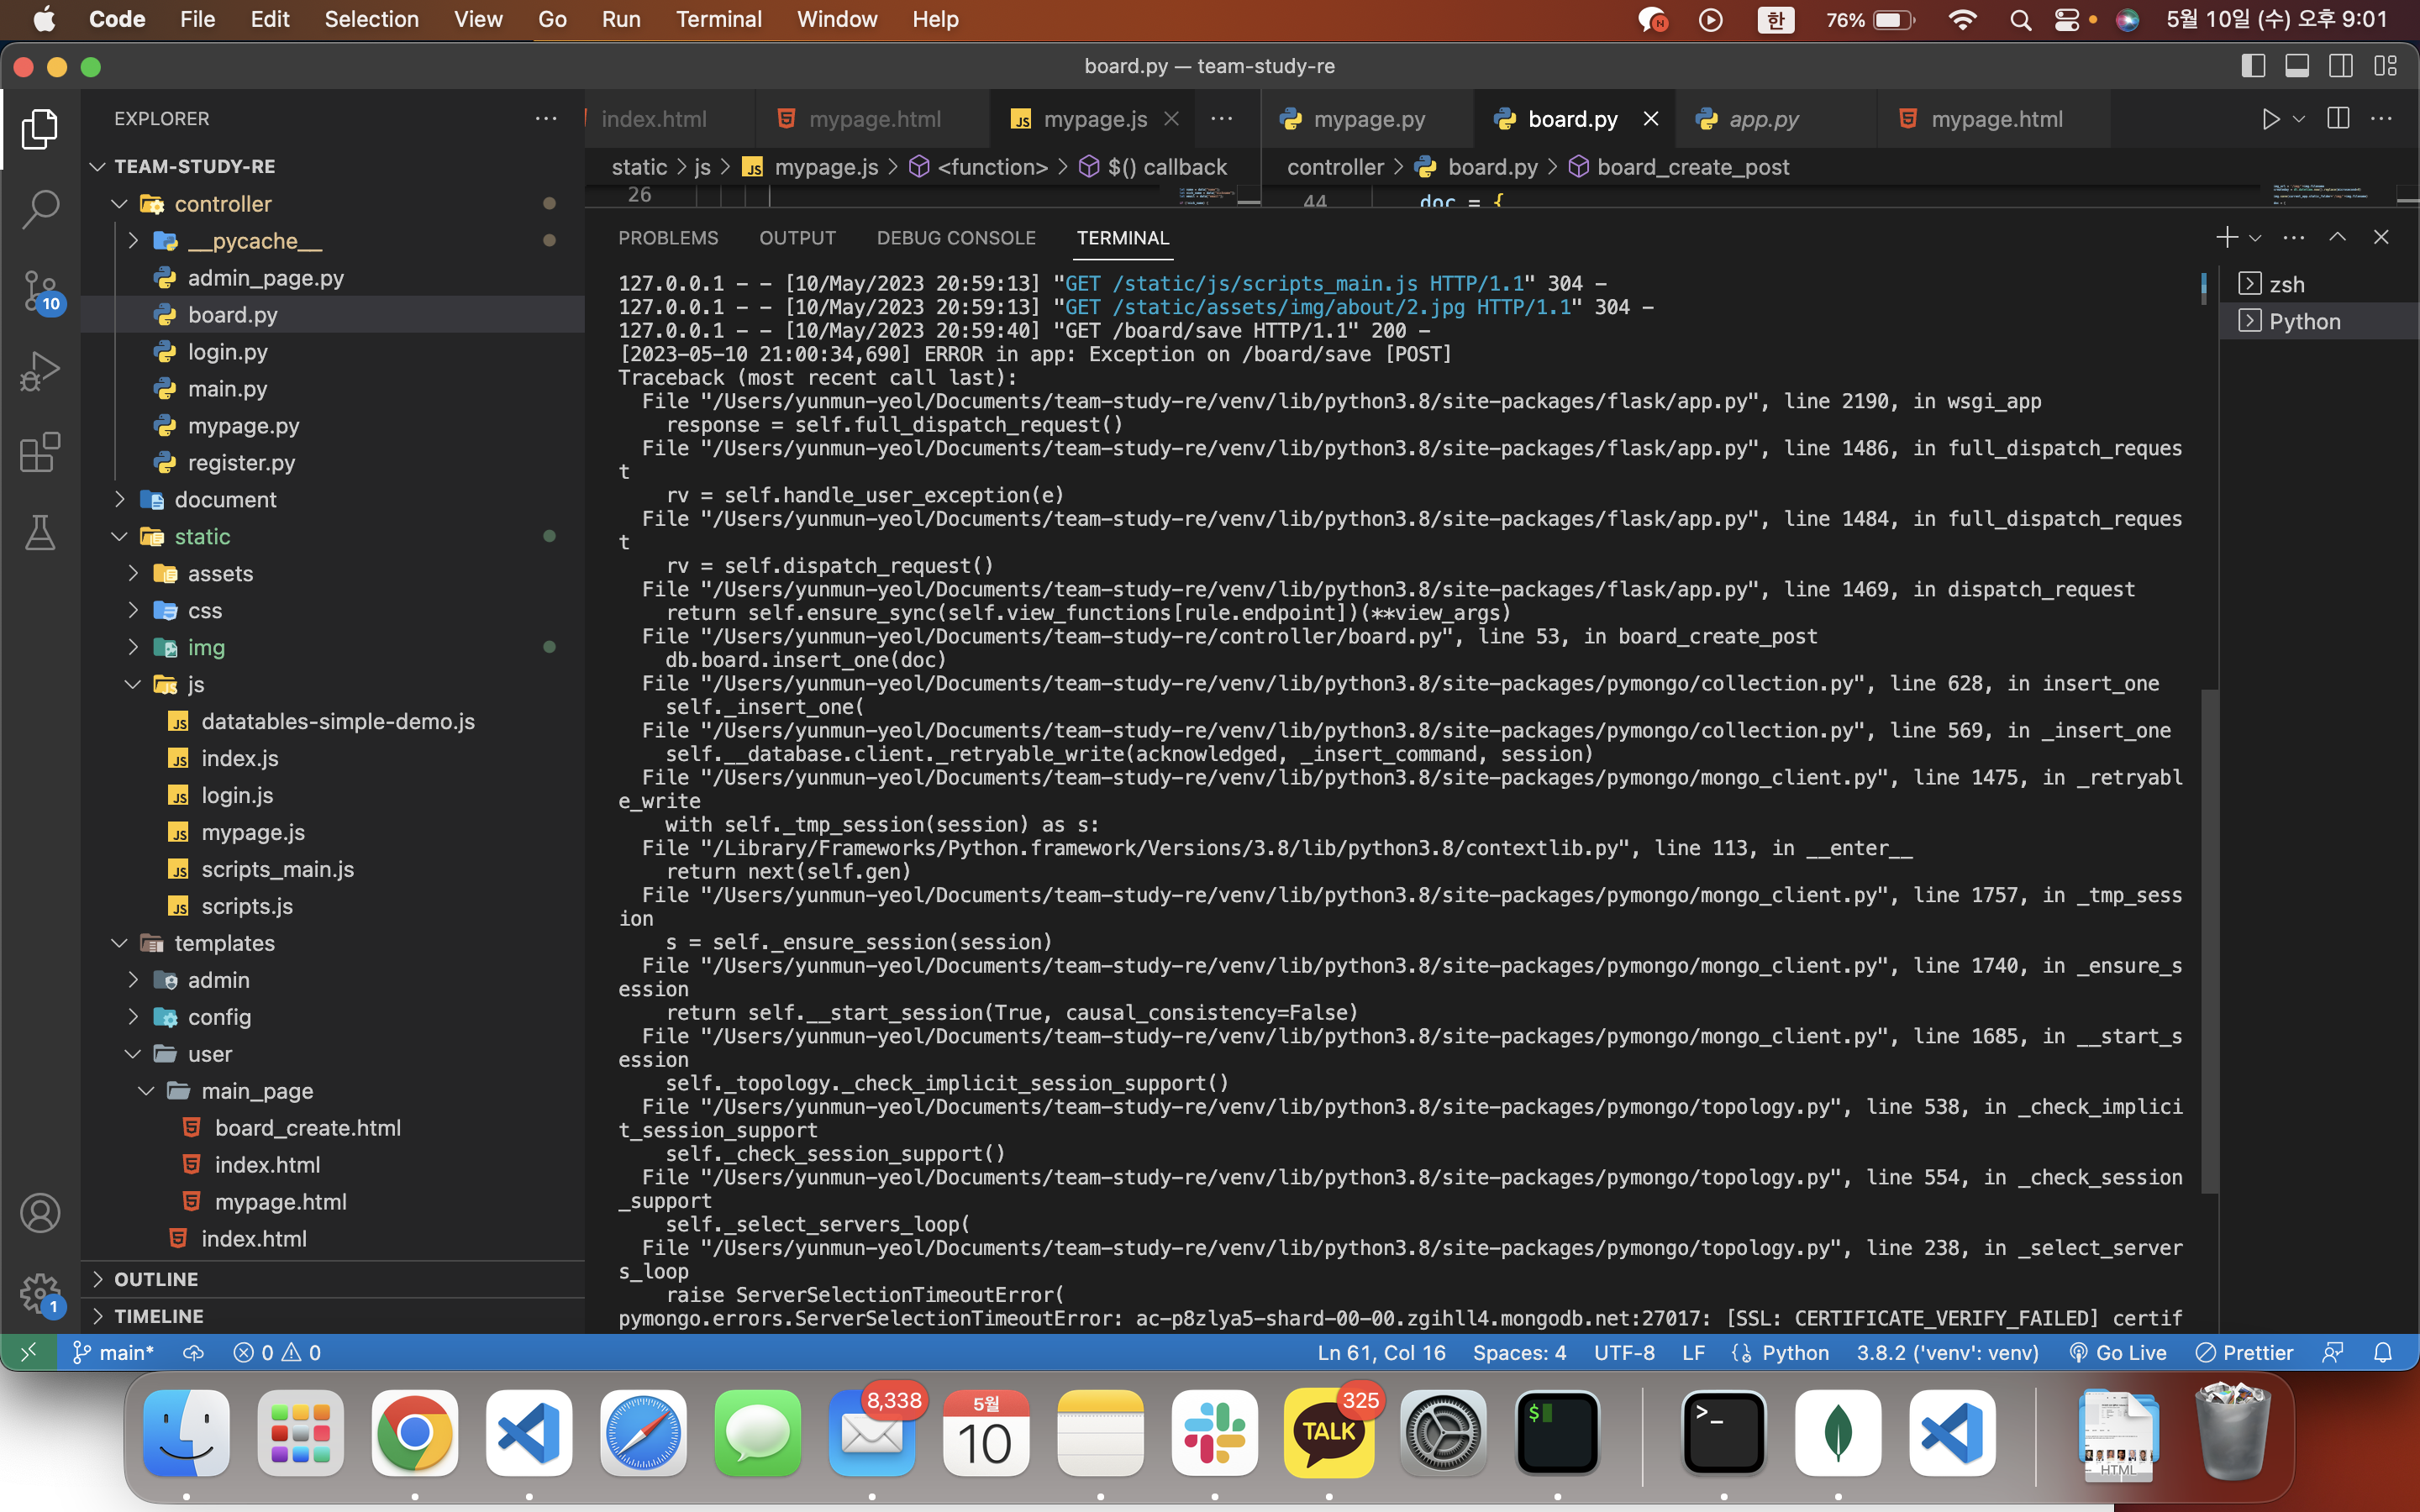 Code File Edit Selection View Go Run Terminal Window Help
한 76% 5월 10일 (수) 오후 9:01
board.py — team-study-re
EXPLORER
TEAM-STUDY-RE
controller
__pycache__
admin_page.py
board.py
login.py
main.py
mypage.py
register.py
document
static
assets
css
img
js
datatables-simple-demo.js
index.js
login.js
mypage.js
scripts_main.js
scripts.js
templates
admin
config
user
main_page
board_create.html
index.html
mypage.html
index.html
OUTLINE
TIMELINE
10
1
index.html mypage.html mypage.js
static > js > mypage.js > <function> > $() callback
26
mypage.py board.py app.py mypage.html
controller > board.py > board_create_post
44 doc = {
PROBLEMS OUTPUT DEBUG CONSOLE TERMINAL
zsh
Python
127.0.0.1 - - [10/May/2023 20:59:13] "GET /static/js/scripts_main.js HTTP/1.1" 304 -
127.0.0.1 - - [10/May/2023 20:59:13] "GET /static/assets/img/about/2.jpg HTTP/1.1" 304 -
127.0.0.1 - - [10/May/2023 20:59:40] "GET /board/save HTTP/1.1" 200 -
[2023-05-10 21:00:34,690] ERROR in app: Exception on /board/save [POST]
Traceback (most recent call last):
File "/Users/yunmun-yeol/Documents/team-study-re/venv/lib/python3.8/site-packages/flask/app.py", line 2190, in wsgi_app
response = self.full_dispatch_request()
File "/Users/yunmun-yeol/Documents/team-study-re/venv/lib/python3.8/site-packages/flask/app.py", line 1486, in full_dispatch_reques
t
rv = self.handle_user_exception(e)
File "/Users/yunmun-yeol/Documents/team-study-re/venv/lib/python3.8/site-packages/flask/app.py", line 1484, in full_dispatch_reques
t
rv = self.dispatch_request()
File "/Users/yunmun-yeol/Documents/team-study-re/venv/lib/python3.8/site-packages/flask/app.py", line 1469, in dispatch_request
return self.ensure_sync(self.view_functions[rule.endpoint])(**view_args)
File "/Users/yunmun-yeol/Documents/team-study-re/controller/board.py", line 53, in board_create_post
db.board.insert_one(doc)
File "/Users/yunmun-yeol/Documents/team-study-re/venv/lib/python3.8/site-packages/pymongo/collection.py", line 628, in insert_one
self._insert_one(
File "/Users/yunmun-yeol/Documents/team-study-re/venv/lib/python3.8/site-packages/pymongo/collection.py", line 569, in _insert_one
self.__database.client._retryable_write(acknowledged, _insert_command, session)
File "/Users/yunmun-yeol/Documents/team-study-re/venv/lib/python3.8/site-packages/pymongo/mongo_client.py", line 1475, in _retryabl
e_write
with self._tmp_session(session) as s:
File "/Library/Frameworks/Python.framework/Versions/3.8/lib/python3.8/contextlib.py", line 113, in __enter__
return next(self.gen)
File "/Users/yunmun-yeol/Documents/team-study-re/venv/lib/python3.8/site-packages/pymongo/mongo_client.py", line 1757, in _tmp_sess
ion
s = self._ensure_session(session)
File "/Users/yunmun-yeol/Documents/team-study-re/venv/lib/python3.8/site-packages/pymongo/mongo_client.py", line 1740, in _ensure_s
ession
return self.__start_session(True, causal_consistency=False)
File "/Users/yunmun-yeol/Documents/team-study-re/venv/lib/python3.8/site-packages/pymongo/mongo_client.py", line 1685, in __start_s
ession
self._topology._check_implicit_session_support()
File "/Users/yunmun-yeol/Documents/team-study-re/venv/lib/python3.8/site-packages/pymongo/topology.py", line 538, in _check_implici
t_session_support
self._check_session_support()
File "/Users/yunmun-yeol/Documents/team-study-re/venv/lib/python3.8/site-packages/pymongo/topology.py", line 554, in _check_session
_support
self._select_servers_loop(
File "/Users/yunmun-yeol/Documents/team-study-re/venv/lib/python3.8/site-packages/pymongo/topology.py", line 238, in _select_server
s_loop
raise ServerSelectionTimeoutError(
pymongo.errors.ServerSelectionTimeoutError: ac-p8zlya5-shard-00-00.zgihll4.mongodb.net:27017: [SSL: CERTIFICATE_VERIFY_FAILED] certif
main* 0 0 Ln 61, Col 16 Spaces: 4 UTF-8 LF Python 3.8.2 ('venv': venv) Go Live Prettier
8,338
5월
10
TALK
325
HTML